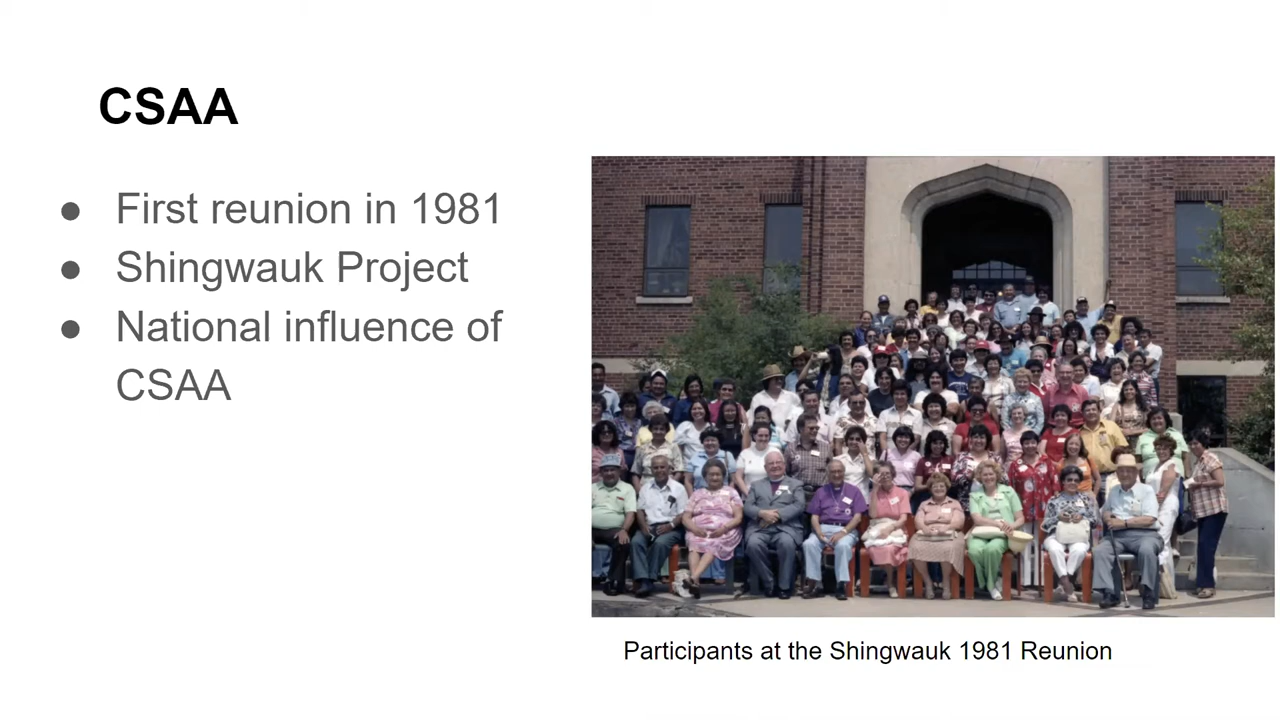 CSAA
● First reunion in 1981
● Shingwauk Project
● National influence of
CSAA
Participants at the Shingwauk 1981 Reunion